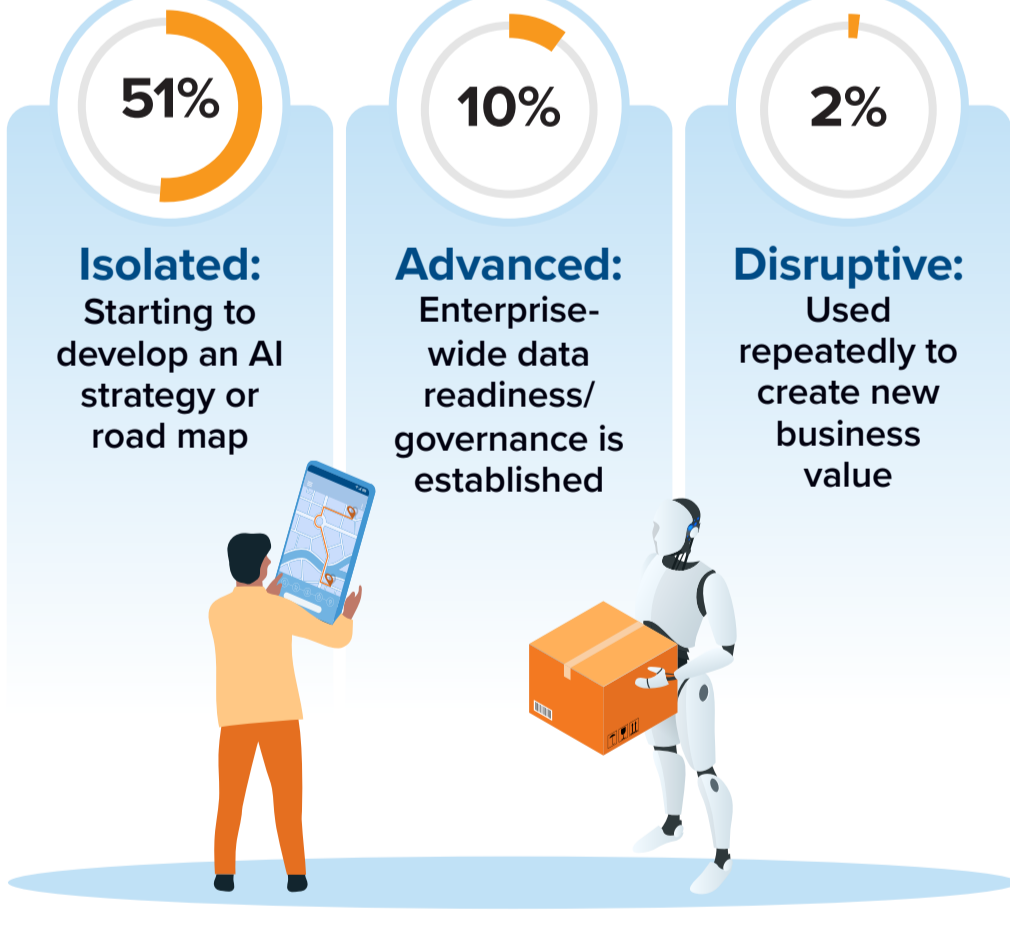 51%
Isolated:
Starting to
develop an AI
strategy or
road map
10%
Advanced:
Enterprise-
wide data
readiness/
governance is
established
2%
Disruptive:
Used
repeatedly to
create new
business
value